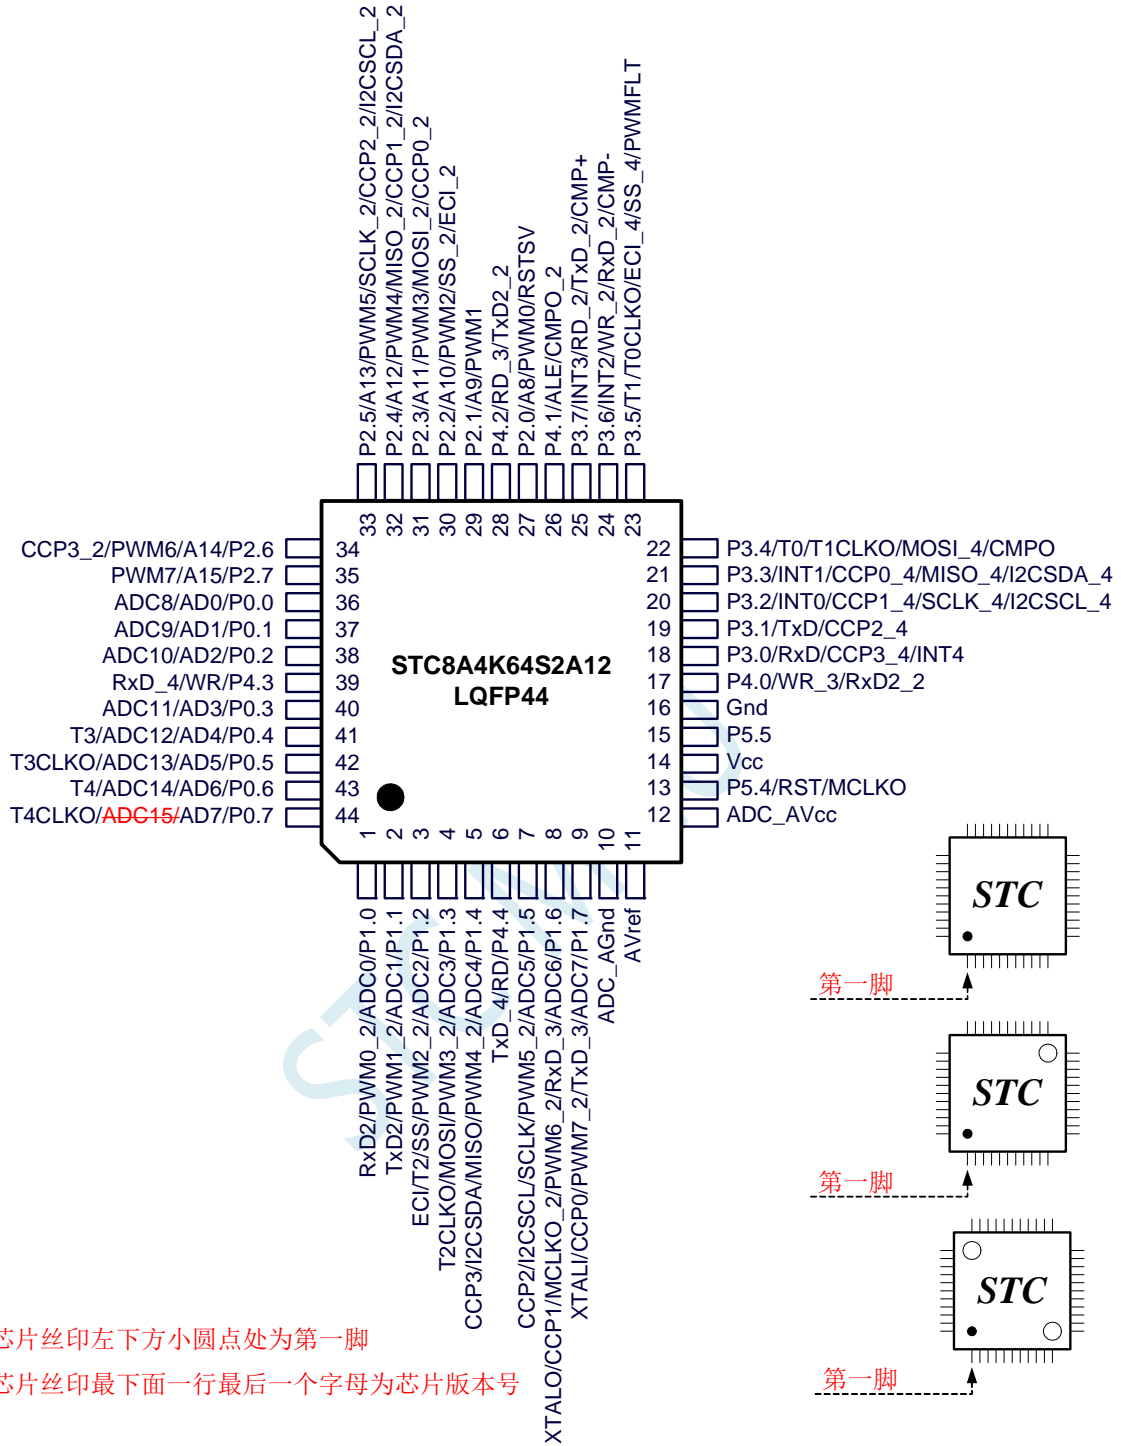 P2.5/A13/PWM5/SCLK_2/CCP2_2/I2CSCL_2
P2.4/A12/PWM4/MISO_2/CCP1_2/I2CSDA_2
P2.3/A11/PWM3/MOSI_2/CCP0_2
P2.2/A10/PWM2/SS_2/ECI_2
P2.1/A9/PWM1
P4.2/RD_3/TxD2_2
P2.0/A8/PWM0/RSTSV
P4.1/ALE/CMPO_2
P3.7/INT3/RD_2/TxD_2/CMP+
P3.6/INT2/WR_2/RxD_2/CMP-
P3.5/T1/T0CLKO/ECI_4/SS_4/PWMFLT
33 32 31 30 29 28 27 26 25 24 23
CCP3_2/PWM6/A14/P2.6 34
PWM7/A15/P2.7 35
ADC8/AD0/P0.0 36
ADC9/AD1/P0.1 37
ADC10/AD2/P0.2 38
RxD_4/WR/P4.3 39
ADC11/AD3/P0.3 40
T3/ADC12/AD4/P0.4 41
T3CLKO/ADC13/AD5/P0.5 42
T4/ADC14/AD6/P0.6 43
T4CLKO/ADC15/AD7/P0.7 44
STC8A4K64S2A12
LQFP44
22 P3.4/T0/T1CLKO/MOSI_4/CMPO
21 P3.3/INT1/CCP0_4/MISO_4/I2CSDA_4
20 P3.2/INT0/CCP1_4/SCLK_4/I2CSCL_4
19 P3.1/TxD/CCP2_4
18 P3.0/RxD/CCP3_4/INT4
17 P4.0/WR_3/RxD2_2
16 Gnd
15 P5.5
14 Vcc
13 P5.4/RST/MCLKO
12 ADC_AVcc
1 2 3 4 5 6 7 8 9 10 11
RxD2/PWM0_2/ADC0/P1.0
TxD2/PWM1_2/ADC1/P1.1
ECI/T2/SS/PWM2_2/ADC2/P1.2
T2CLKO/MOSI/PWM3_2/ADC3/P1.3
CCP3/I2CSDA/MISO/PWM4_2/ADC4/P1.4
TxD_4/RD/P4.4
CCP2/I2CSCL/SCLK/PWM5_2/ADC5/P1.5
XTALO/CCP1/MCLKO_2/PWM6_2/RxD_3/ADC6/P1.6
XTALI/CCP0/PWM7_2/TxD_3/ADC7/P1.7
ADC_AGnd
AVref
STC
第一脚
STC
第一脚
STC
第一脚
芯片丝印左下方小圆点处为第一脚
芯片丝印最下面一行最后一个字母为芯片版本号